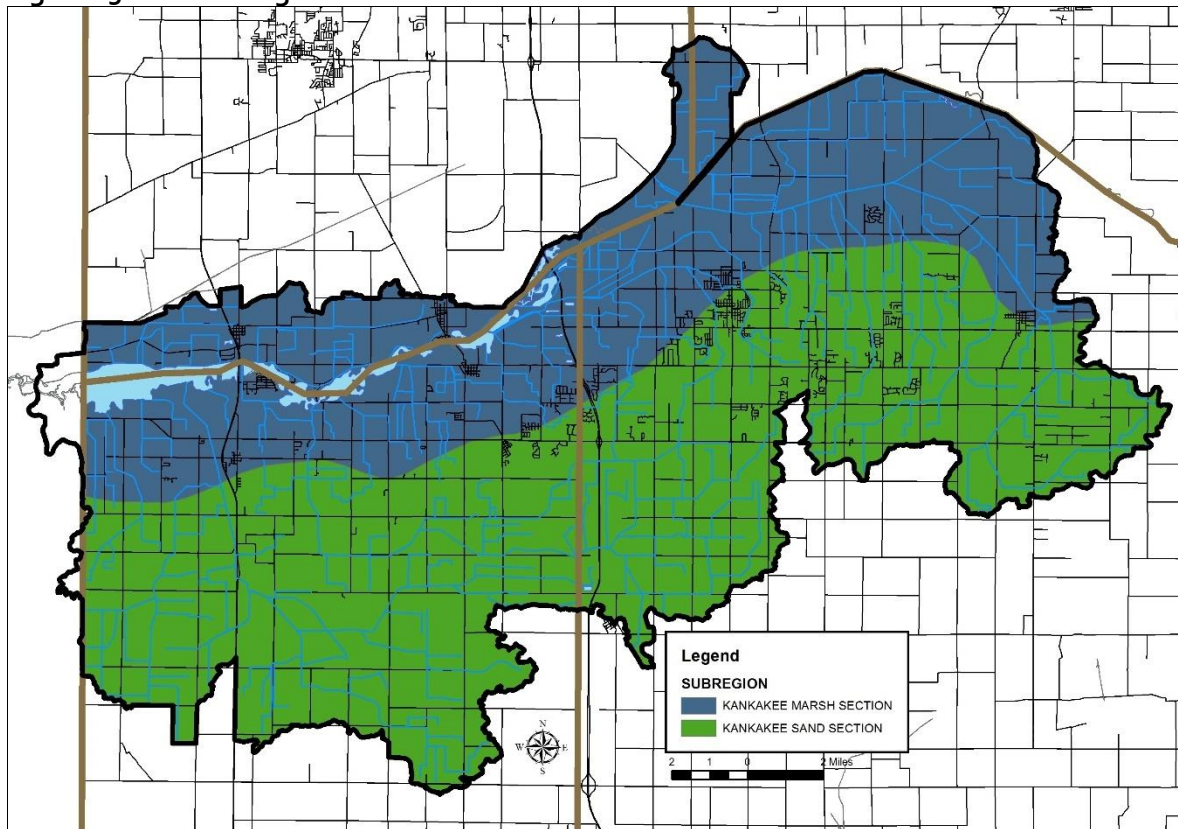 N
W E
S
Legend
SUBREGION
KANKAKEE MARSH SECTION
KANKAKEE SAND SECTION
2 1 0 2 Miles